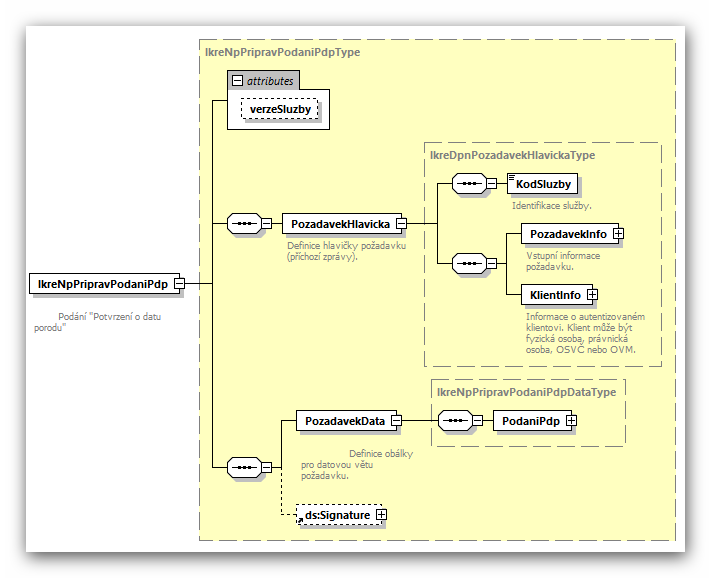 IkreNpPripravPodaniPdpType
attributes
verzeSluzby
IkreDpnPozadavekHlavickaType
KodSluzby
Identifikace služby.
PozadavekHlavicka
Definice hlavičky požadavku
(příchozí zprávy).
PozadavekInfo
Vstupní informace
požadavku.
KlientInfo
Informace o autentizovaném
klientovi. Klient může být
fyzická osoba, právnická
osoba, OSVČ nebo OVM.
IkreNpPripravPodaniPdp
Podání "Potvrzení o datu
porodu"
IkreNpPripravPodaniPdpDataType
PozadavekData
PodaniPdp
Definice obálky
pro datovou větu
požadavku.
ds:Signature